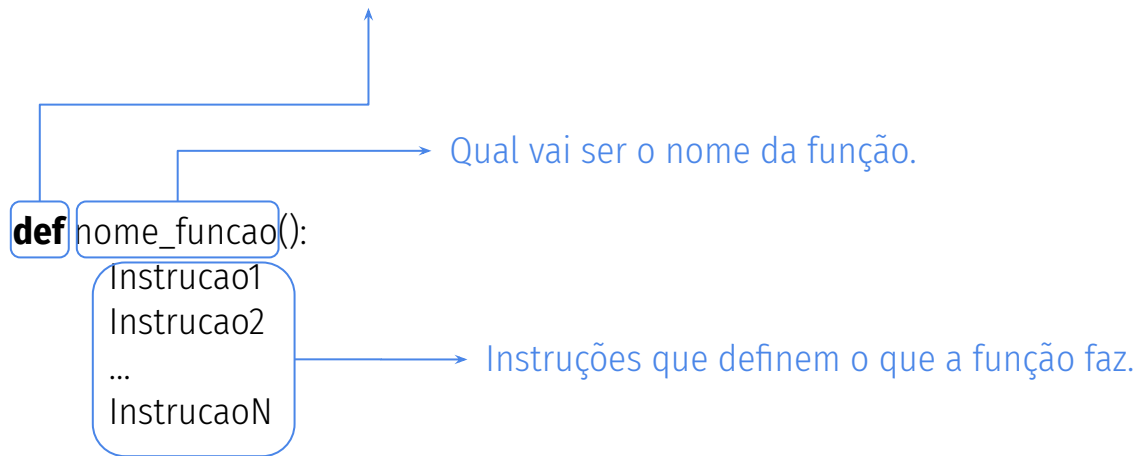 Qual vai ser o nome da função.
def nome_funcao():
Instrucao1
Instrucao2
...
InstrucaoN
Instruções que definem o que a função faz.